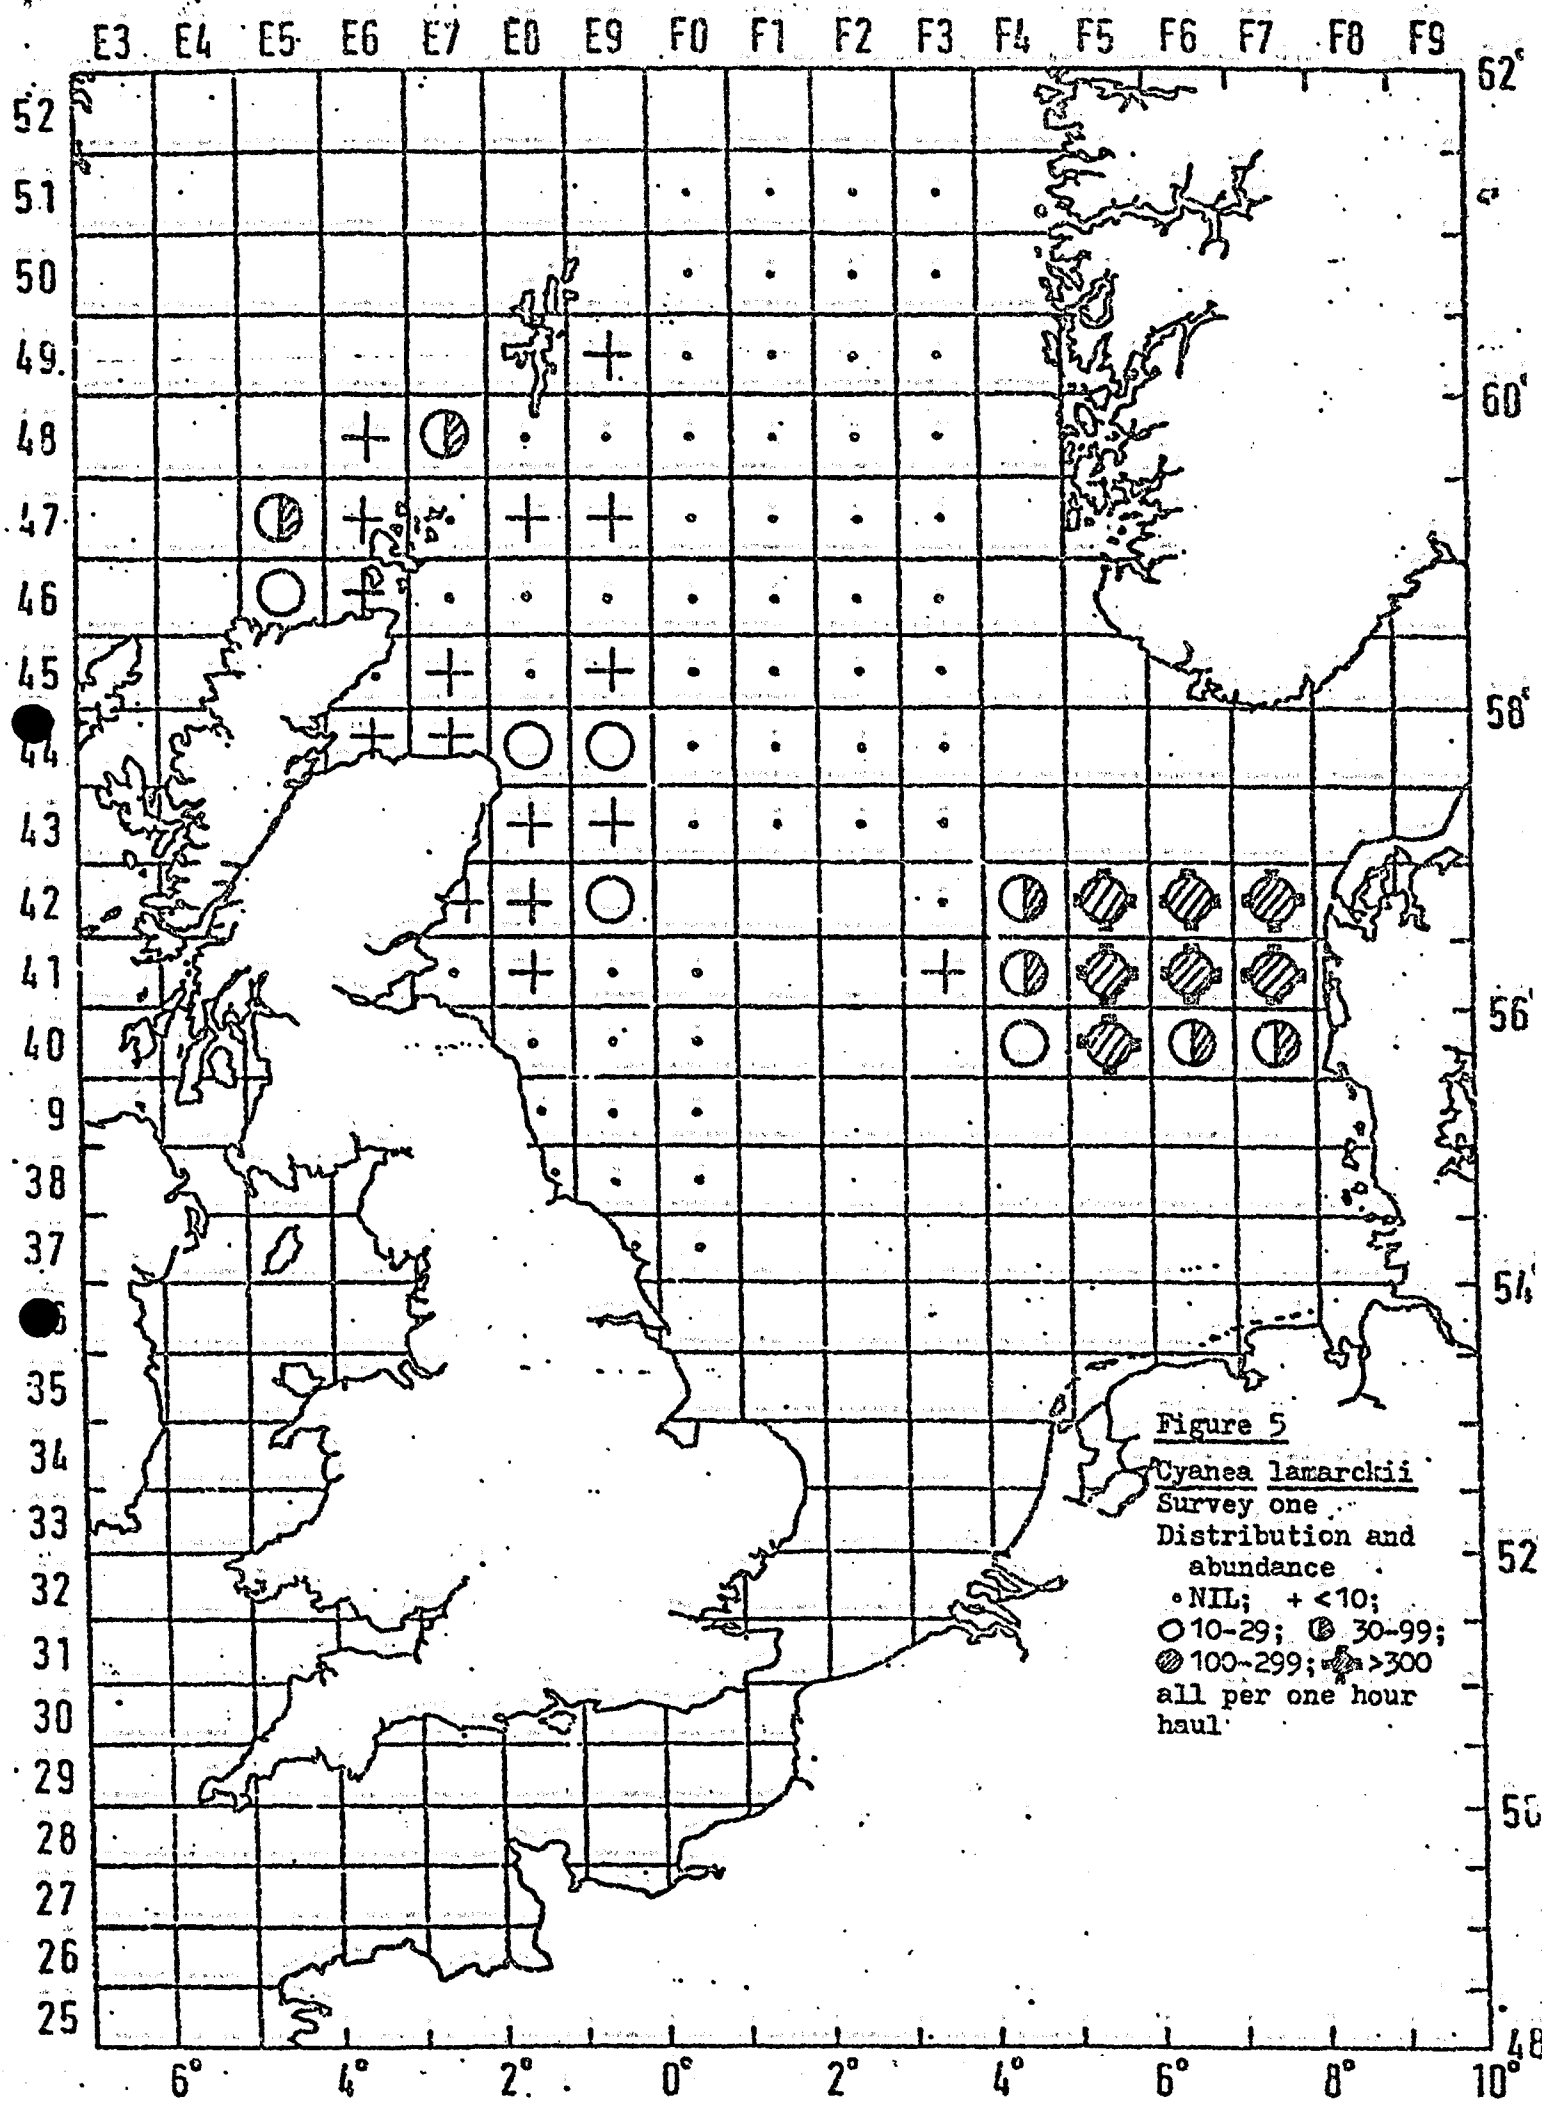 E3 E4 E5 E6 E7 E8 E9 F0 F1 F2 F3 F4 F5 F6 F7 F8 F9
52 62°
51
50
49
48 60°
47
46
45
44 58°
43
42
41
40 56
9
38
37
54
35
34
33
32 52
31
30
29
28 50
27
26
25
48
6° 4° 2° 0° 2° 4° 6° 8° 10°
Figure 5
Cyanea lamarckii
Survey one
Distribution and
abundance
∘ NIL; + <10;
○ 10-29; 30-99;
100-299; >300
all per one hour
haul